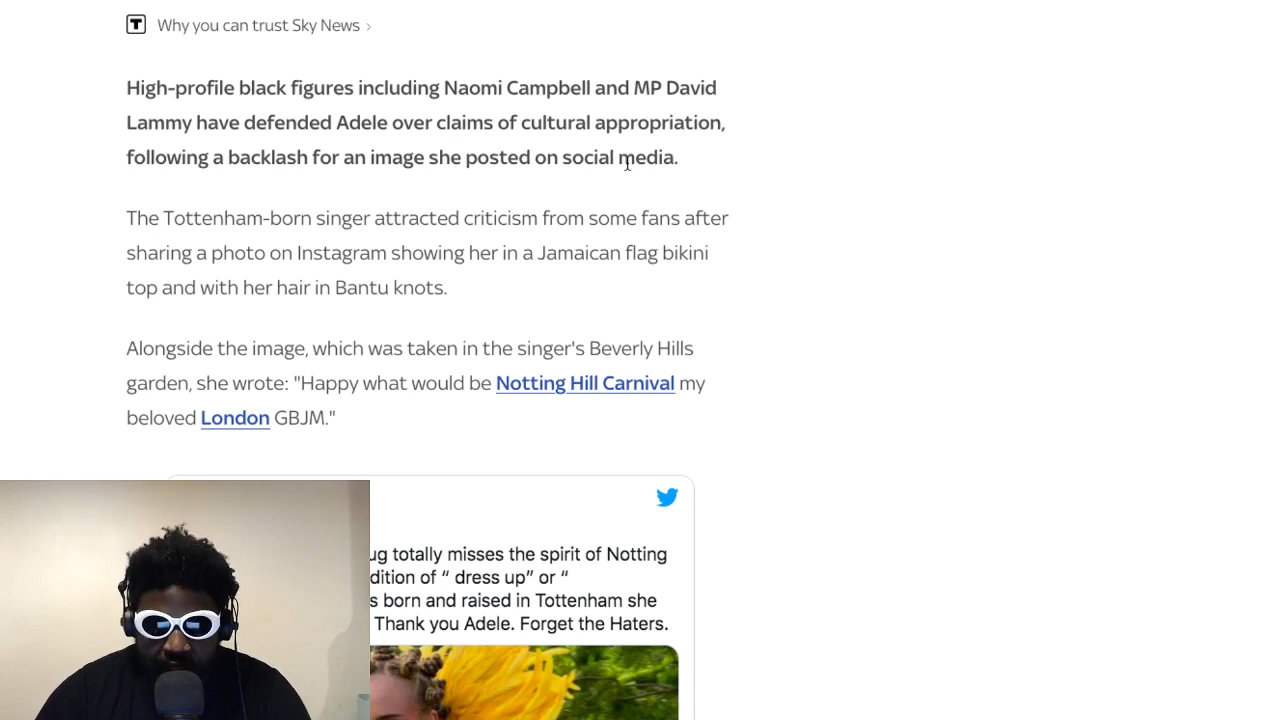 Why you can trust Sky News >
High-profile black figures including Naomi Campbell and MP David
Lammy have defended Adele over claims of cultural appropriation,
following a backlash for an image she posted on social media.
The Tottenham-born singer attracted criticism from some fans after
sharing a photo on Instagram showing her in a Jamaican flag bikini
top and with her hair in Bantu knots.
Alongside the image, which was taken in the singer's Beverly Hills
garden, she wrote: "Happy what would be Notting Hill Carnival my
beloved London GBJM."
ug totally misses the spirit of Notting
dition of “ dress up” or “
s born and raised in Tottenham she
Thank you Adele. Forget the Haters.